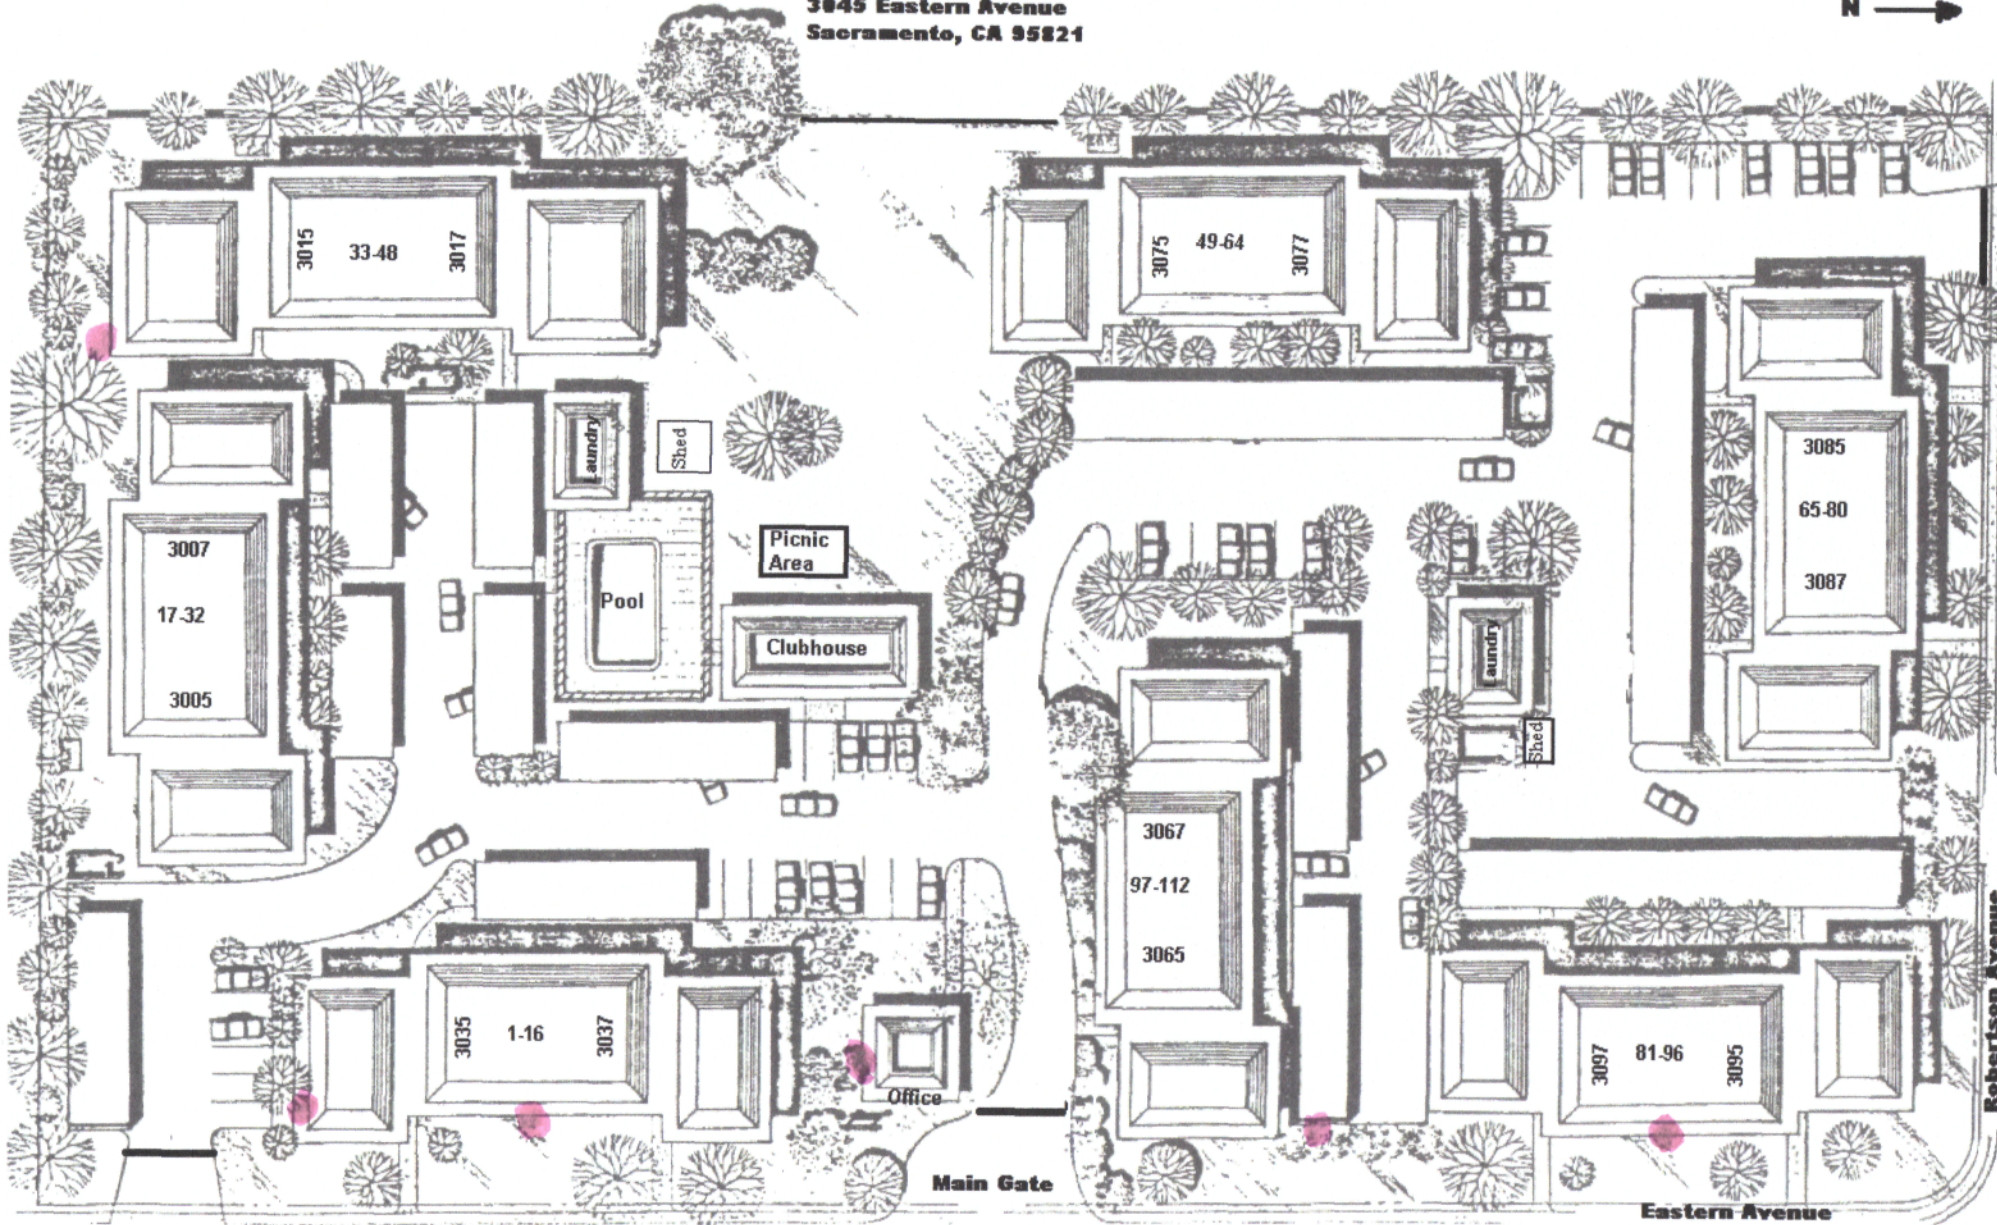 3045 Eastern Avenue
Sacramento, CA 95821
N
3015
33-48
3017
3075
49-64
3077
Laundry
Shed
3085
65-80
3087
3007
17-32
3005
Picnic
Area
Pool
Clubhouse
Laundry
Shed
3067
97-112
3065
3035
1-16
3037
Office
3097
81-96
3095
Robertson Avenue
Main Gate
Eastern Avenue